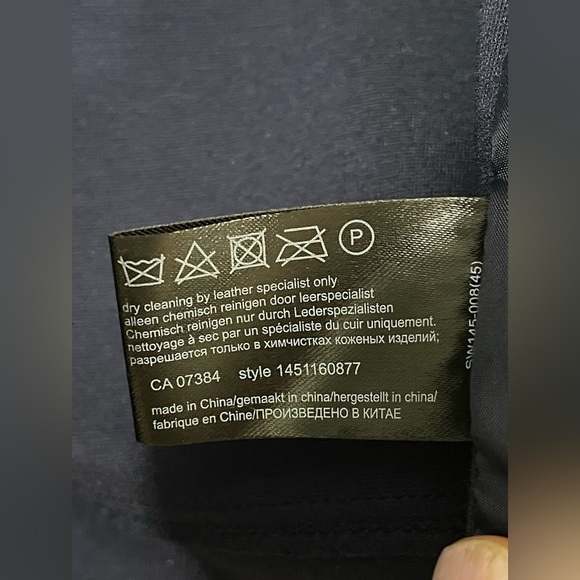 P
dry cleaning by leather specialist only
alleen chemisch reinigen door leerspecialist
Chemisch reinigen nur durch Lederspezialisten
nettoyage à sec par un spécialiste du cuir uniquement.
разрешается только в химчистках коженых изделий;
CA 07384 style 1451160877
made in China/gemaakt in china/hergestellt in china/
fabrique en Chine/ПРОИЗВЕДЕНО В КИТАЕ
SW145-008(45)